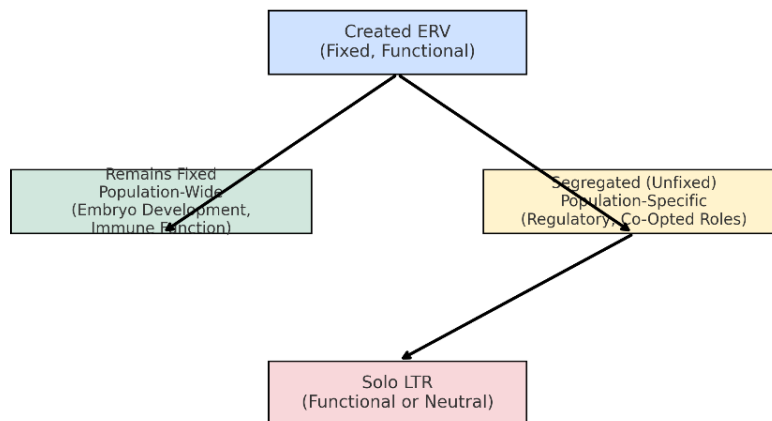 Created ERV
(Fixed, Functional)
Remains Fixed
Population-Wide
(Embryo Development,
Immune Function)
Segregated (Unfixed)
Population-Specific
(Regulatory, Co-Opted Roles)
Solo LTR
(Functional or Neutral)